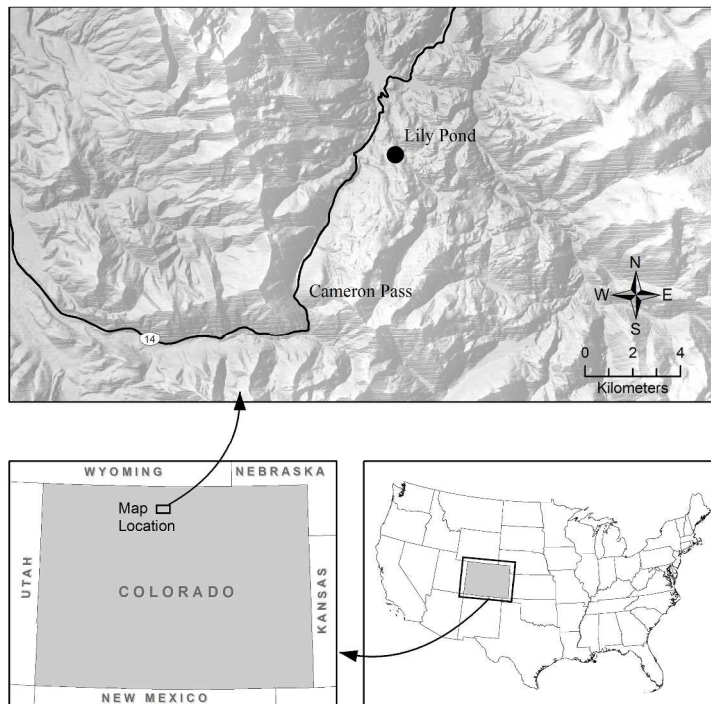 Lily Pond
Cameron Pass
14
N
W
E
S
0 2 4
Kilometers
WYOMING
NEBRASKA
Map
Location
UTAH
COLORADO
KANSAS
NEW MEXICO